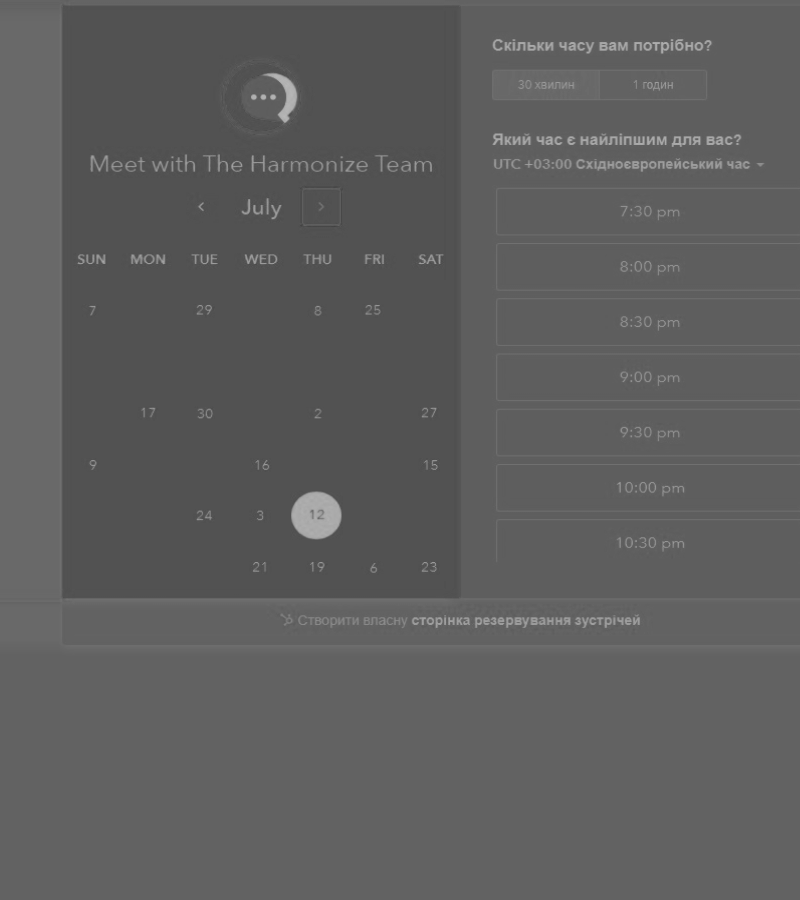 Meet with The Harmonize Team
July
SUN MON TUE WED THU FRI SAT
7 29 8 25
17 30 2 27
9 16 15
24 3 12
21 19 6 23
Скільки часу вам потрібно?
30 хвилин 1 годин
Який час є найліпшим для вас?
UTC +03:00 Східноєвропейський час
7:30 pm
8:00 pm
8:30 pm
9:00 pm
9:30 pm
10:00 pm
10:30 pm
Створити власну сторінка резервування зустрічей